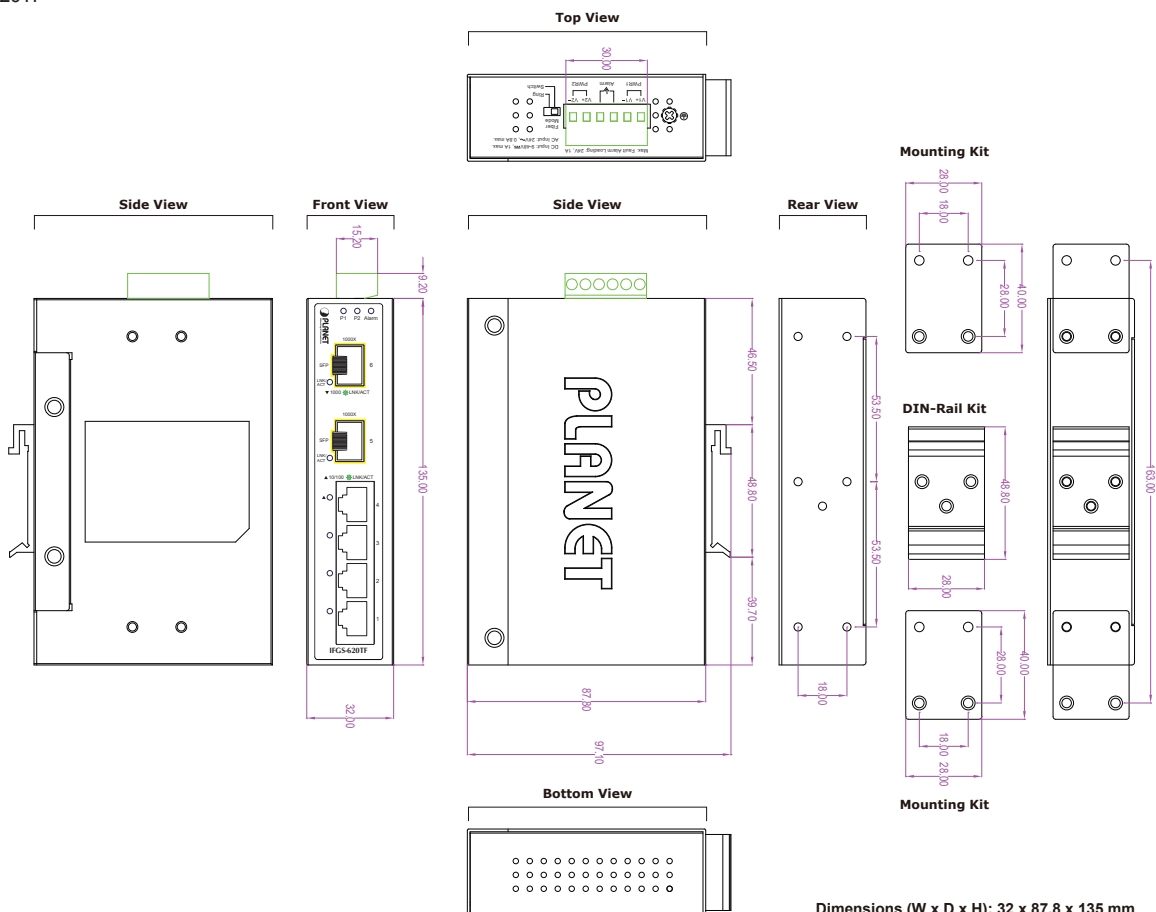 Top View
30.00
PWR2
Alarm
PWR1
V2- V2+
V1- V1+
Switch
Ring
Fiber
Mode
DC Input: 9-48V, 1A max.
AC Input: 24V~, 0.8A max.
Max. Fault Alarm Loading: 24V, 1A
Mounting Kit
28.00
18.00
28.00
40.00
Side View
Front View
Side View
Rear View
15.20
9.20
PLANET
P1 P2 Alarm
1000X
SFP
6
LNK/
ACT
▼ 1000 LNK/ACT
1000X
SFP
5
LNK/
ACT
▲ 10/100 LNK/ACT
4
3
2
1
IFGS-620TF
135.00
32.00
PLANET
46.50
48.80
39.70
87.80
97.10
53.50
53.50
18.00
DIN-Rail Kit
48.80
28.00
163.00
28.00
40.00
18.00
28.00
Mounting Kit
Bottom View
Dimensions (W x D x H): 32 x 87.8 x 135 mm